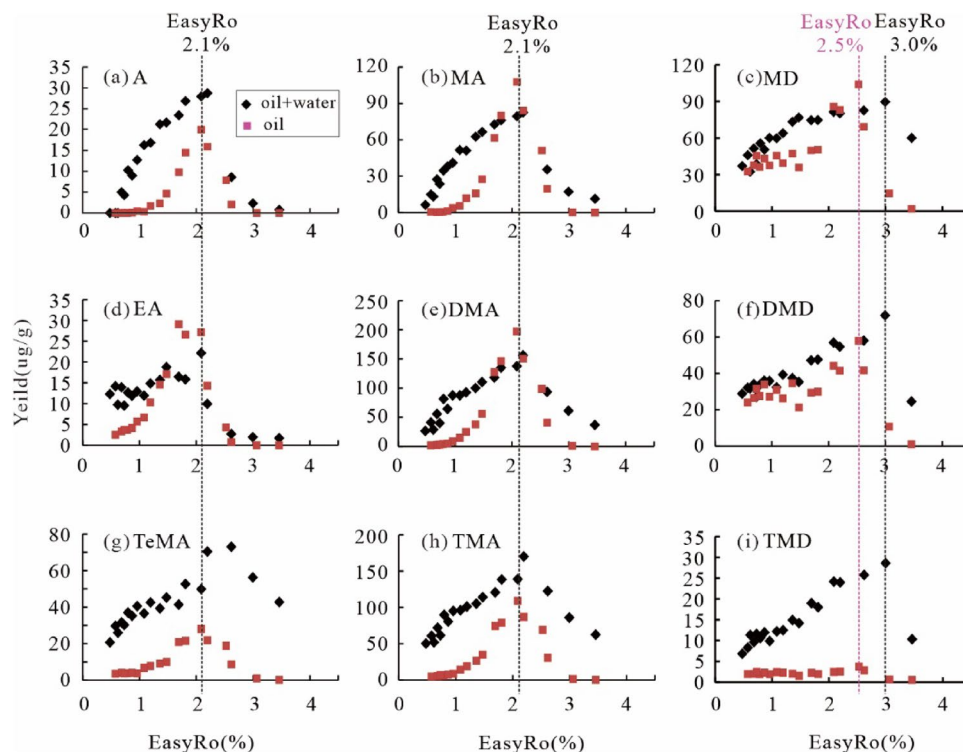 EasyRo
2.1%
EasyRo
2.1%
EasyRo
2.5%
EasyRo
3.0%
Yeild(ug/g)
(a) A
oil+water
oil
35
30
25
20
15
10
5
0
0 1 2 3 4
(b) MA
120
90
60
30
0
0 1 2 3 4
(c) MD
120
90
60
30
0
0 1 2 3 4
(d) EA
35
30
25
20
15
10
5
0
0 1 2 3 4
(e) DMA
250
200
150
100
50
0
0 1 2 3 4
(f) DMD
80
60
40
20
0
0 1 2 3 4
(g) TeMA
80
60
40
20
0
0 1 2 3 4
EasyRo(%)
(h) TMA
200
150
100
50
0
0 1 2 3 4
EasyRo(%)
(i) TMD
35
30
25
20
15
10
5
0
0 1 2 3 4
EasyRo(%)